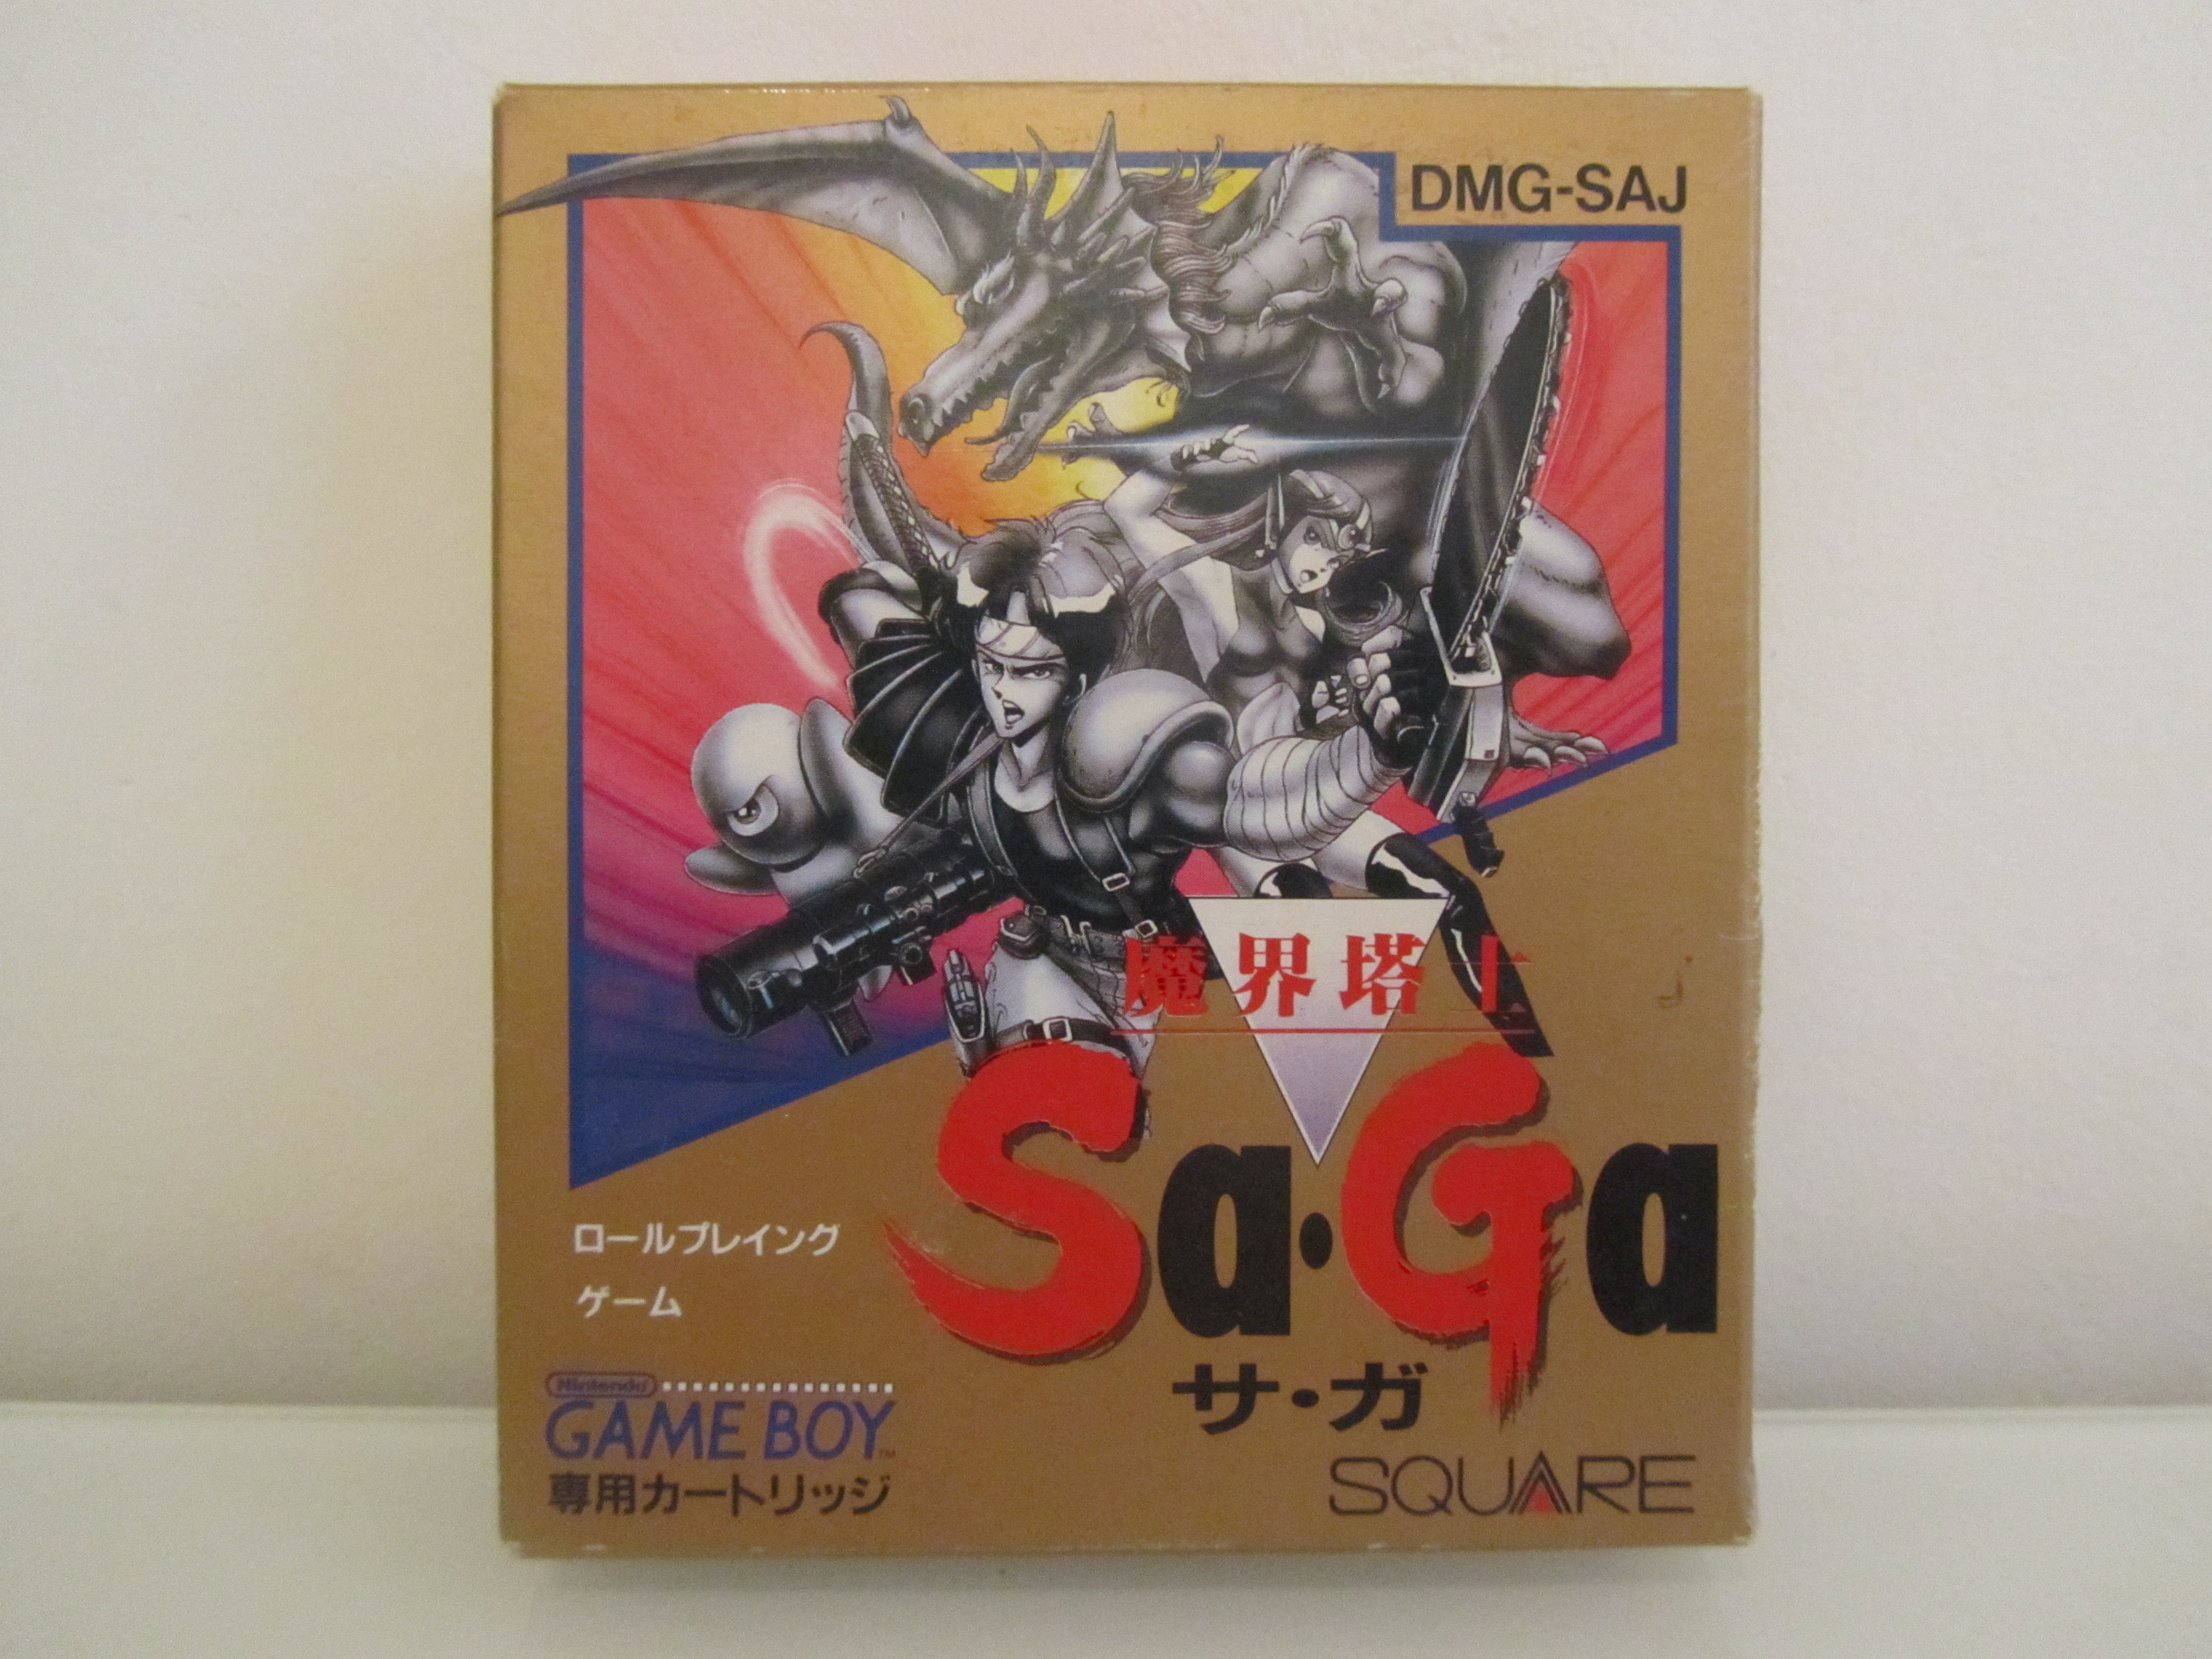 DMG-SAJ
魔界塔士
Sa・Ga
サ・ガ
ロールプレイング
ゲーム
Nintendo
GAME BOY™
専用カートリッジ
SQUARE